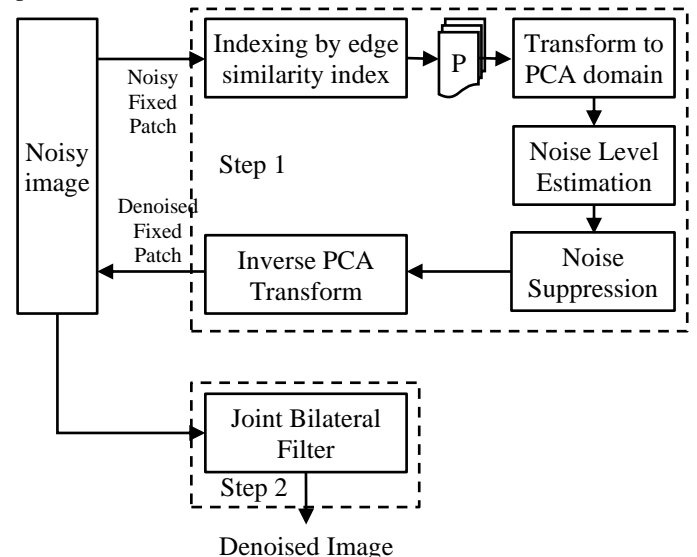 Indexing by edge
similarity index
P
Transform to
PCA domain
Noisy
Fixed
Patch
Noisy
image
Step 1
Noise Level
Estimation
Denoised
Fixed
Patch
Inverse PCA
Transform
Noise
Suppression
Joint Bilateral
Filter
Step 2
Denoised Image